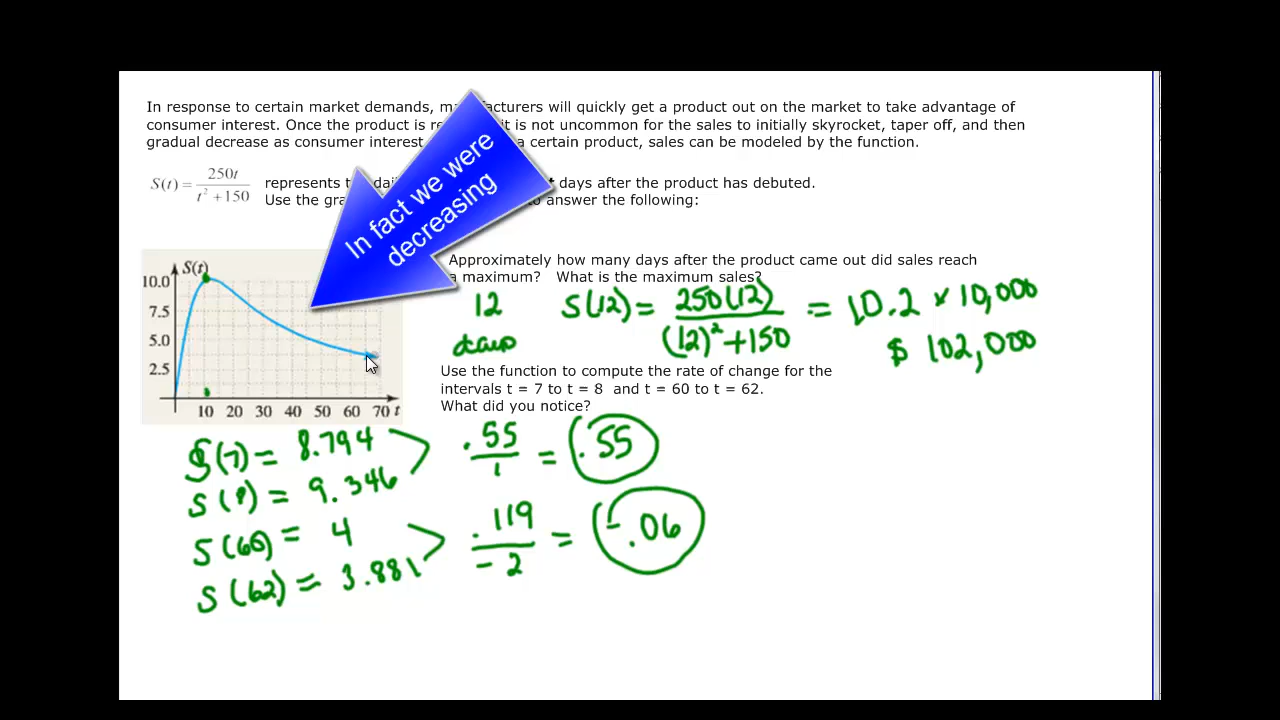 In response to certain market demands, manufacturers will quickly get a product out on the market to take advantage of
consumer interest. Once the product is it is not uncommon for the sales to initially skyrocket, taper off, and then
gradual decrease as consumer interest a certain product, sales can be modeled by the function.
S(t) = 250t / t² + 150 represents days after the product has debuted.
Use the to answer the following:
In fact we were
decreasing
Approximately how many days after the product came out did sales reach
a maximum? What is the maximum sales?
12 S(12) = 250(12) / (12)² + 150 = 10.2 x 10,000
days $ 102,000
S(t)
10.0
7.5
5.0
2.5
10 20 30 40 50 60 70 t
Use the function to compute the rate of change for the
intervals t = 7 to t = 8 and t = 60 to t = 62.
What did you notice?
S(7) = 8.794 > .55 / 1 = .55
S(8) = 9.346
S(60) = 4 > .119 / -2 = -.06
S(62) = 3.881